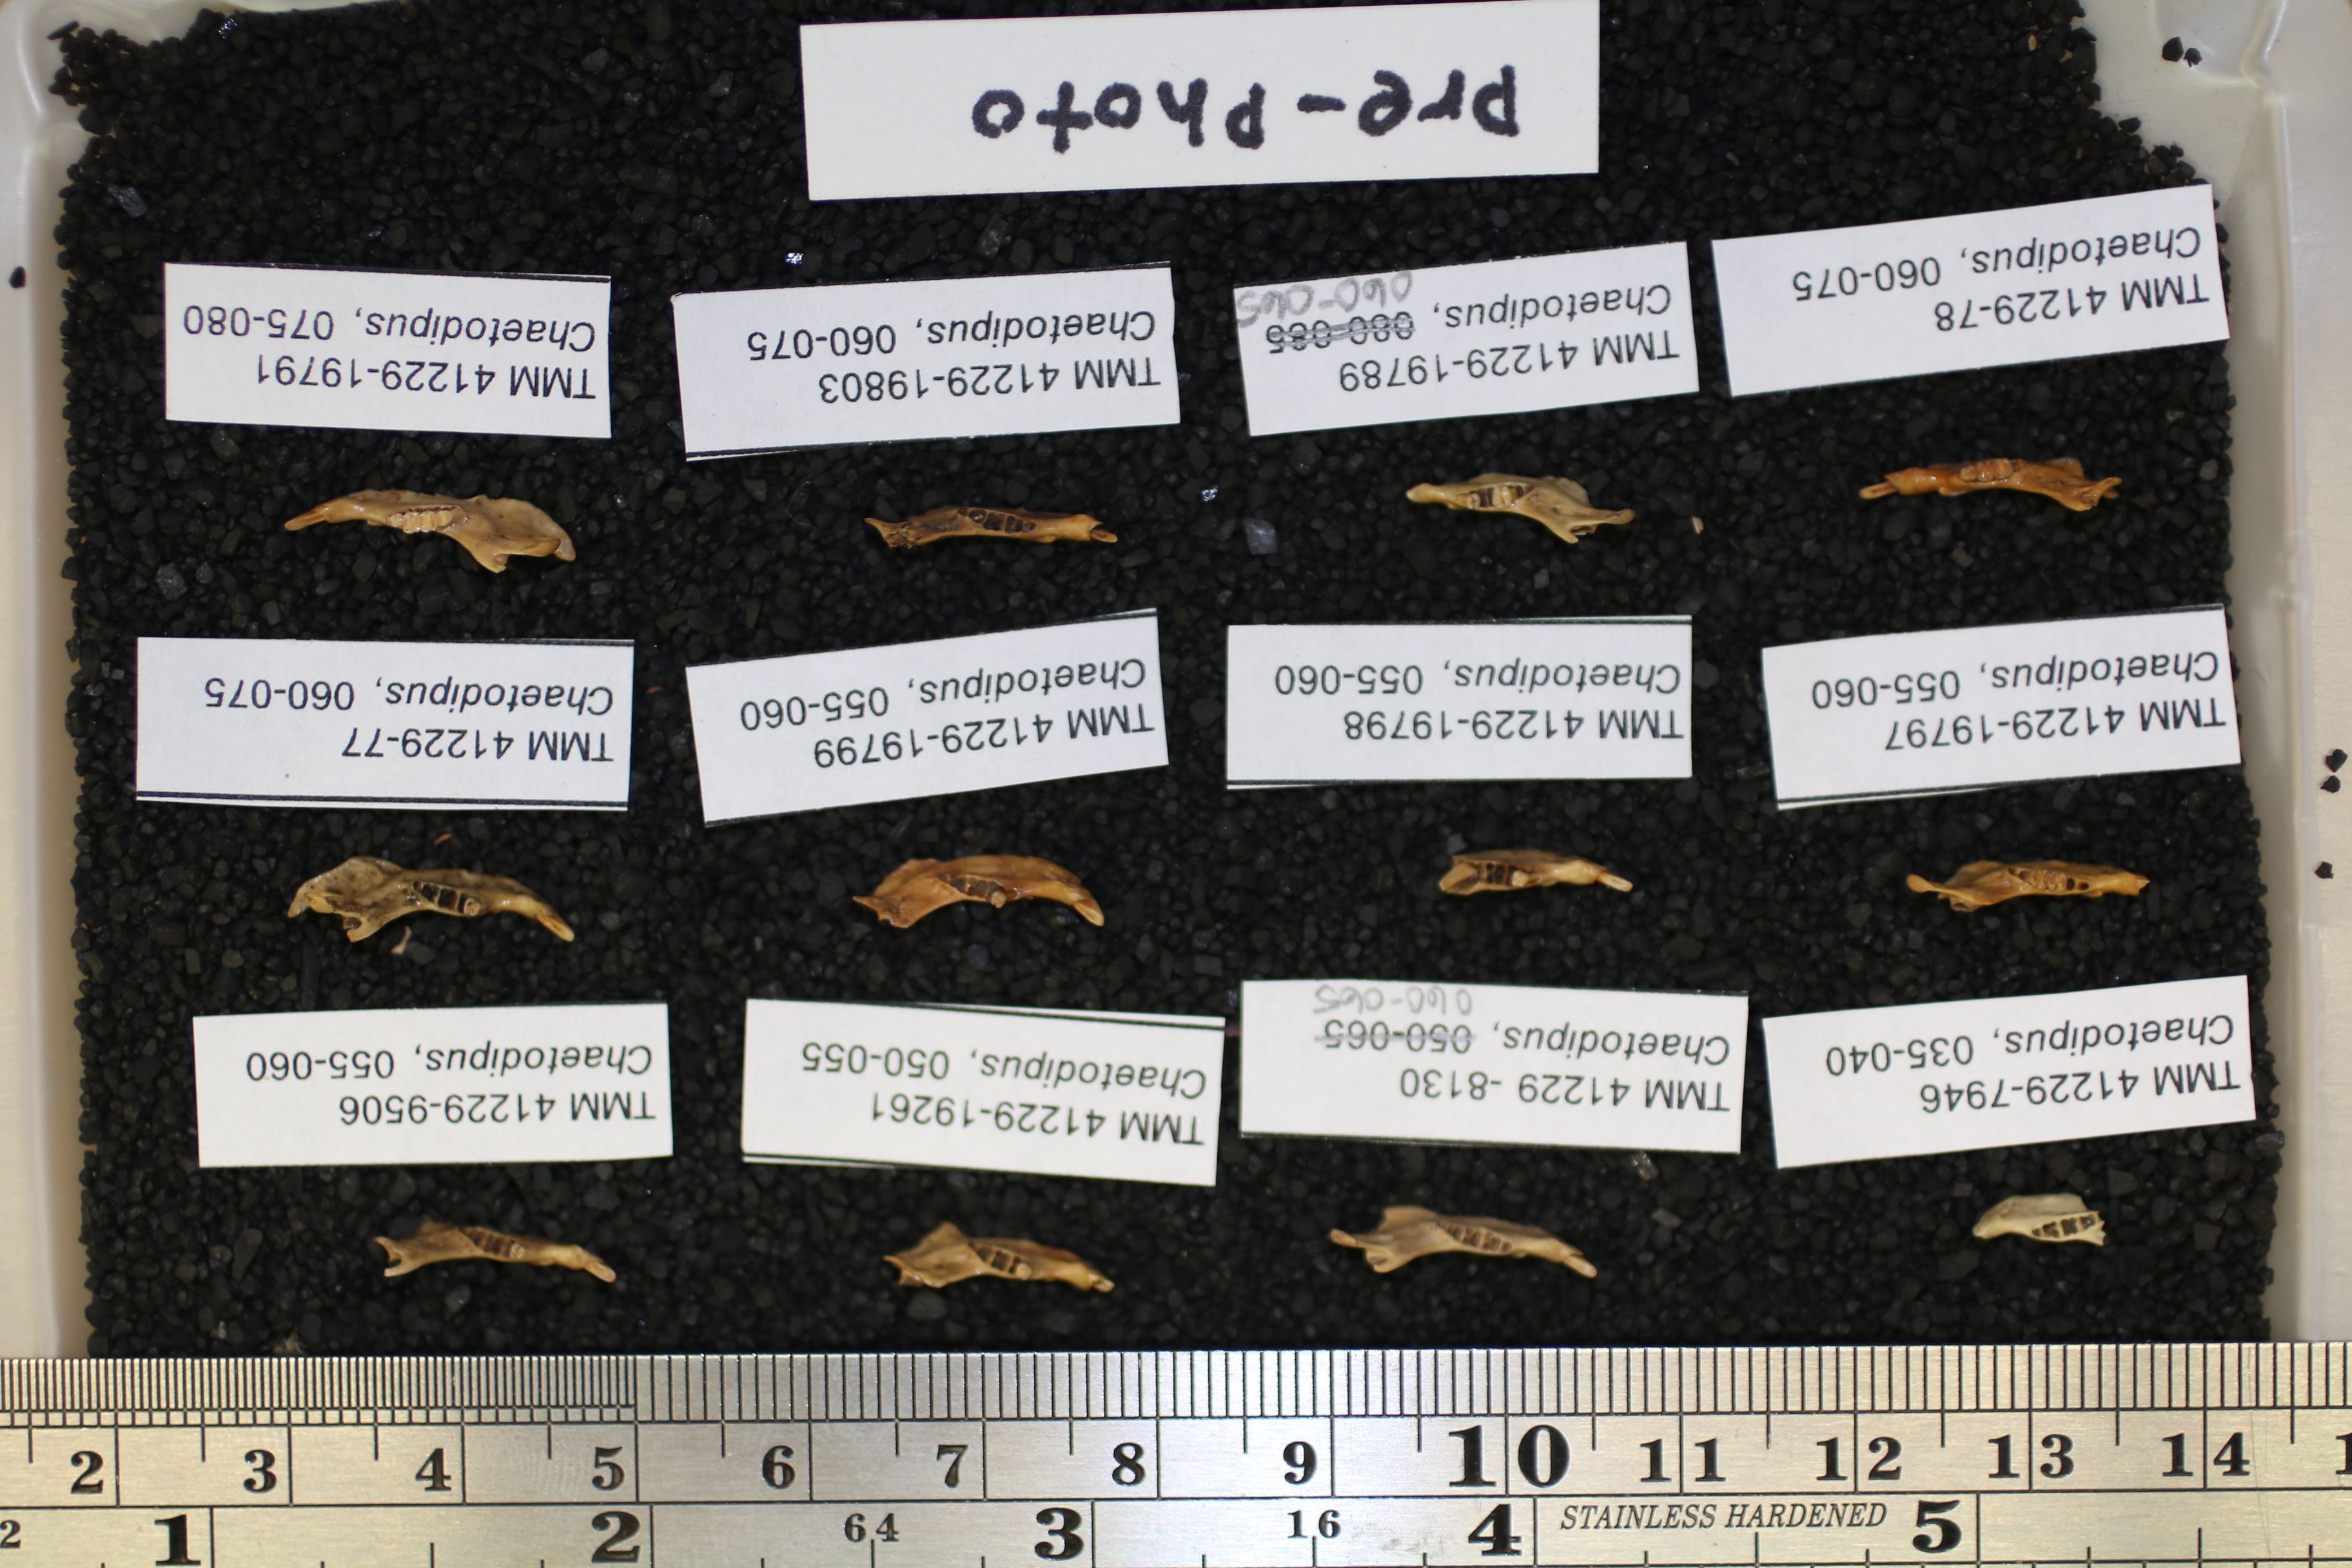 Pre-Photo
TMM 41229-19791
Chaetodipus, 075-080
TMM 41229-19803
Chaetodipus, 060-075
TMM 41229-19789
Chaetodipus, 080-085
060-065
TMM 41229-78
Chaetodipus, 060-075
TMM 41229-77
Chaetodipus, 060-075
TMM 41229-19799
Chaetodipus, 055-060
TMM 41229-19798
Chaetodipus, 055-060
TMM 41229-19797
Chaetodipus, 055-060
TMM 41229-9506
Chaetodipus, 055-060
TMM 41229-19261
Chaetodipus, 050-055
TMM 41229 -8130
Chaetodipus, 050-065
060-065
TMM 41229-7946
Chaetodipus, 035-040
2 3 4 5 6 7 8 9 10 11 12 13 14
2 1 2 64 3 16 4 STAINLESS HARDENED 5